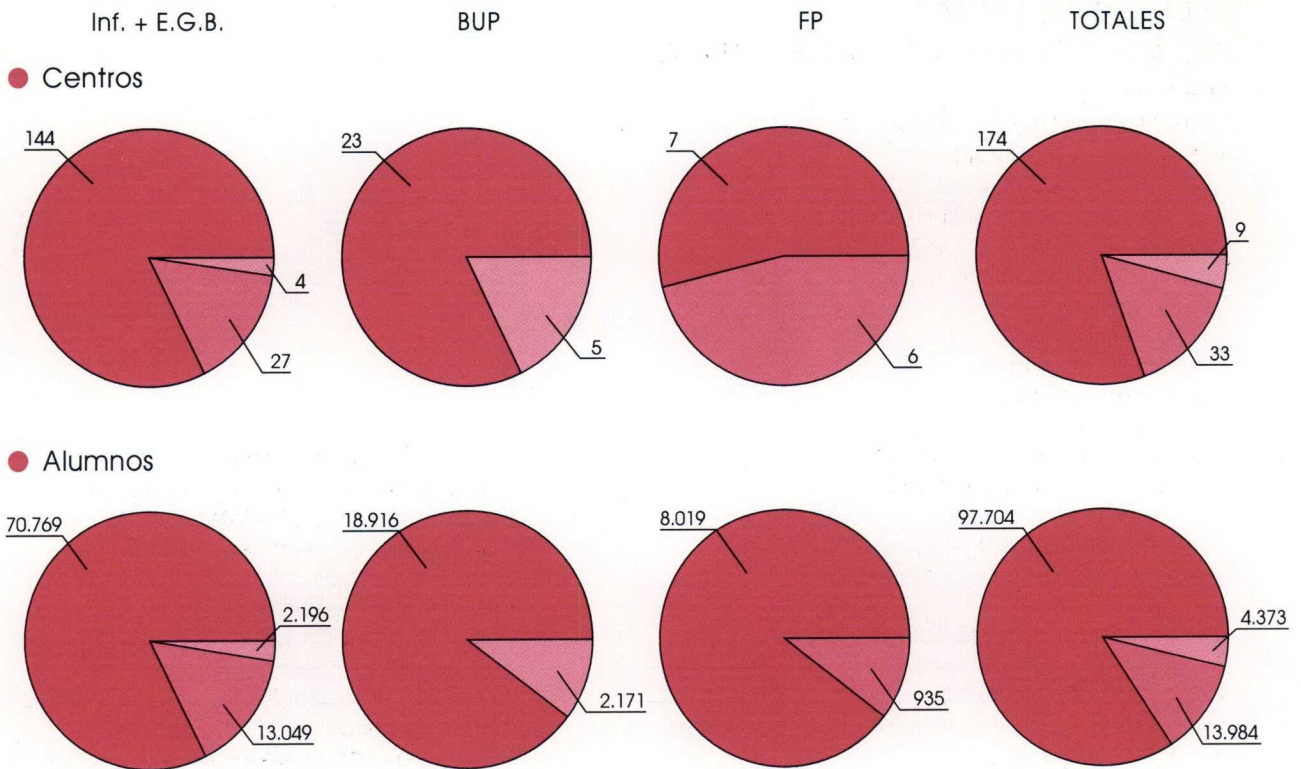 Inf. + E.G.B. BUP FP TOTALES
Centros
144 23 7 174
4 9
27 5 6 33
Alumnos
70.769 18.916 8.019 97.704
2.196 4.373
13.049 2.171 935 13.984